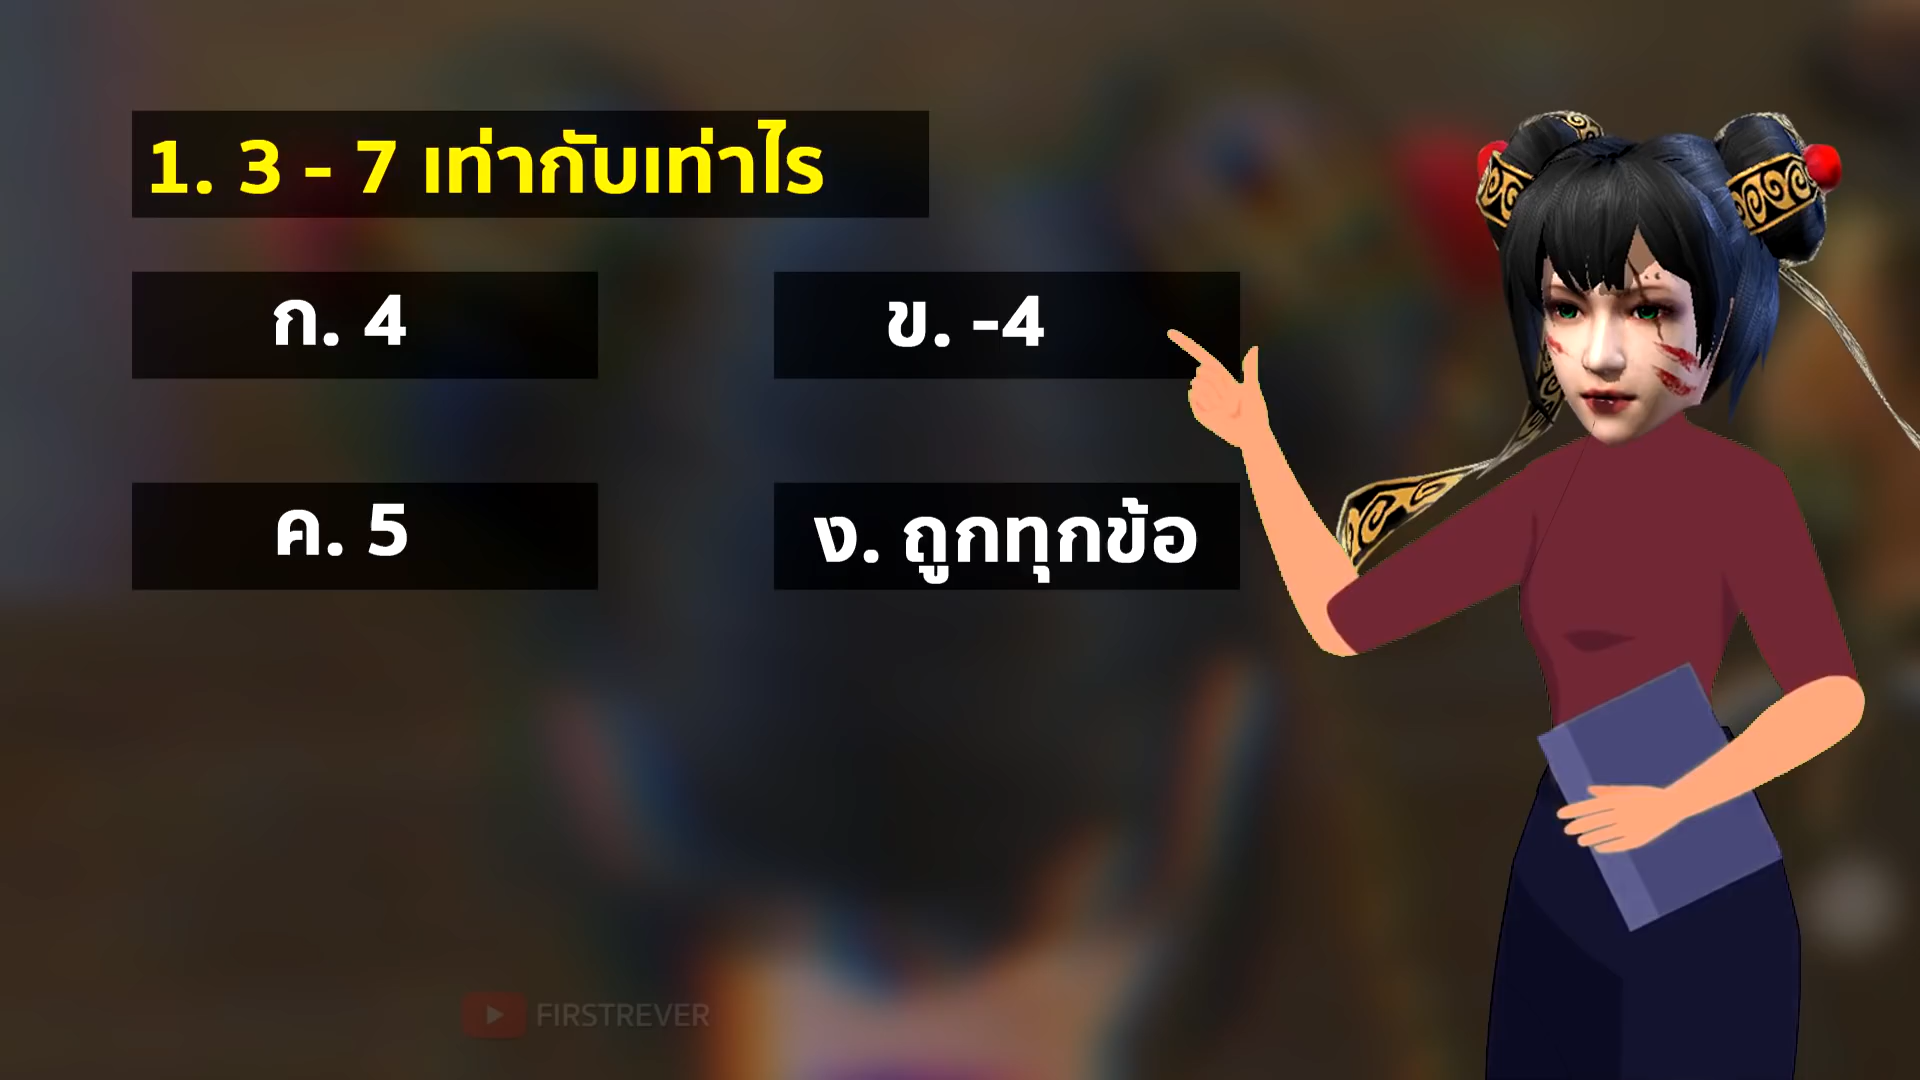 1. 3 - 7 เท่ากับเท่าไร
ก. 4
ข. -4
ค. 5
ง. ถูกทุกข้อ
FIRSTREVER